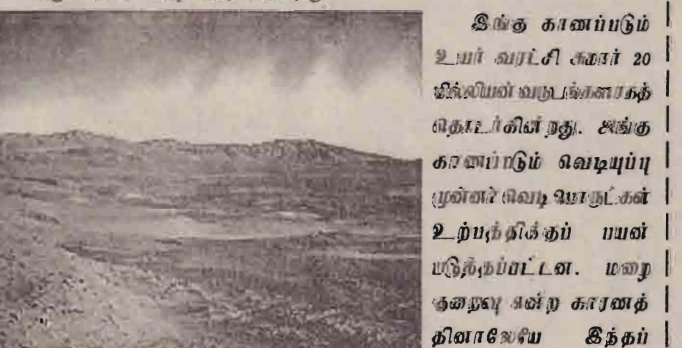 இங்கு காணப்படும்
உயர் வரட்சி சுமார் 20
மில்லியன் வருடங்களாகத்
தொடர்கின்றது. அங்கு
காணப்படும் வெடியுப்பு
முன்னர் வெடி பொருட்கள்
உற்பத்திக்குப் பயன்
படுத்தப்பட்டன. மழை
குறைவு என்ற காரணத்
தினாலேயே இந்தப்